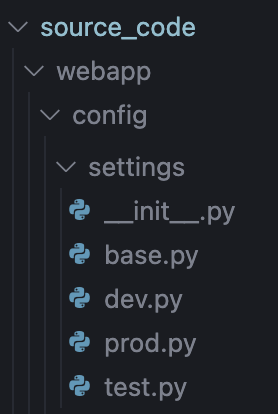 source_code
webapp
config
settings
__init__.py
base.py
dev.py
prod.py
test.py